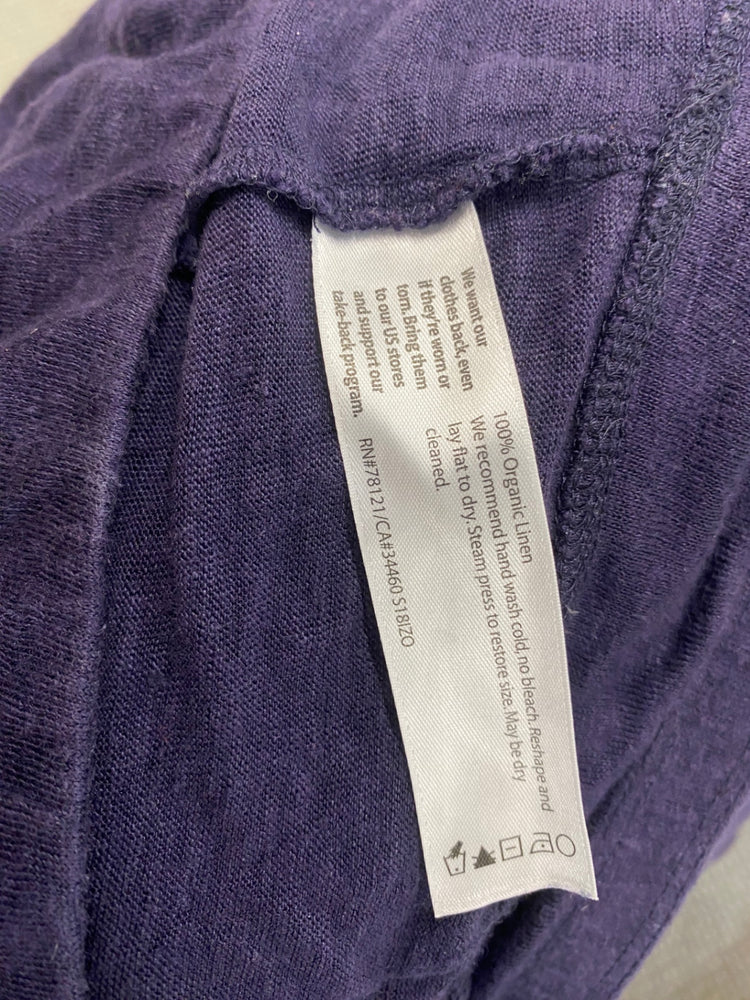 We want our
clothes back, even
if they're worn or
torn. Bring them
to our US stores
and support our
take-back program.
100% Organic Linen
We recommend hand wash cold, no bleach. Reshape and
lay flat to dry. Steam press to restore size. May be dry
cleaned.
RN#78121/CA#34460 S18IZO